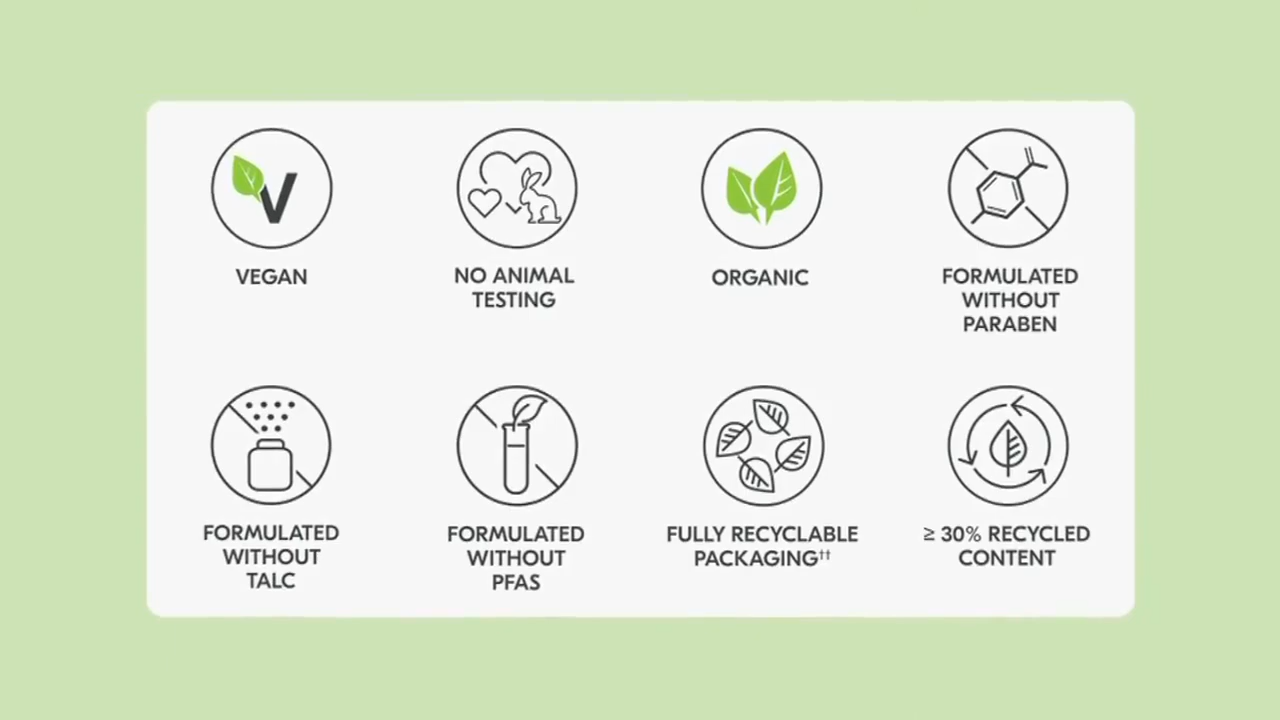 V
VEGAN
NO ANIMAL
TESTING
ORGANIC
FORMULATED
WITHOUT
PARABEN
FORMULATED
WITHOUT
TALC
FORMULATED
WITHOUT
PFAS
FULLY RECYCLABLE
PACKAGING††
≥ 30% RECYCLED
CONTENT